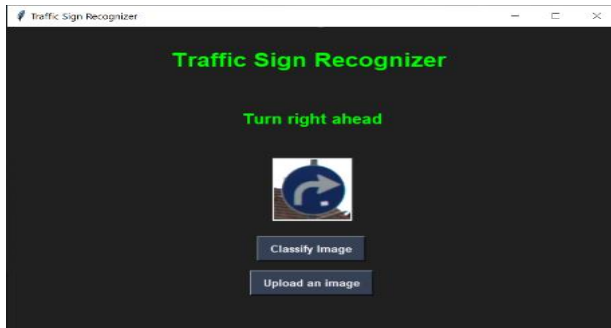 Traffic Sign Recognizer
Traffic Sign Recognizer
Turn right ahead
Classify Image
Upload an image